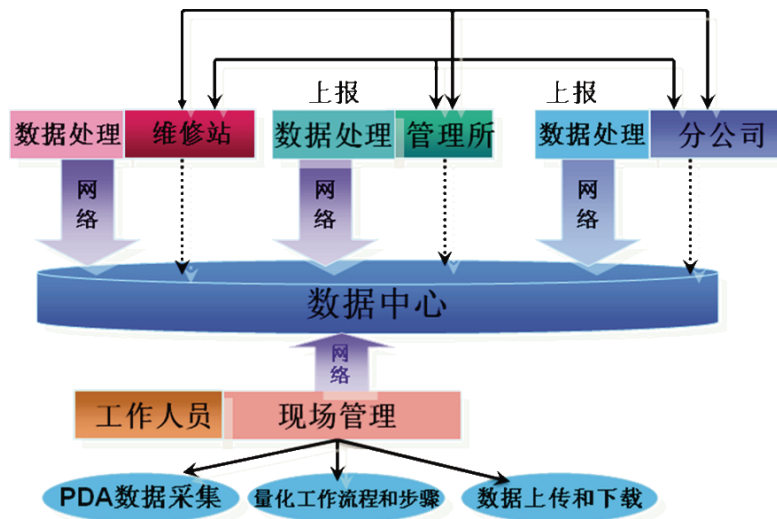 上报 上报
数据处理 维修站 数据处理 管理所 数据处理 分公司
网络 网络 网络
数据中心
网络
工作人员 现场管理
PDA数据采集 量化工作流程和步骤 数据上传和下载